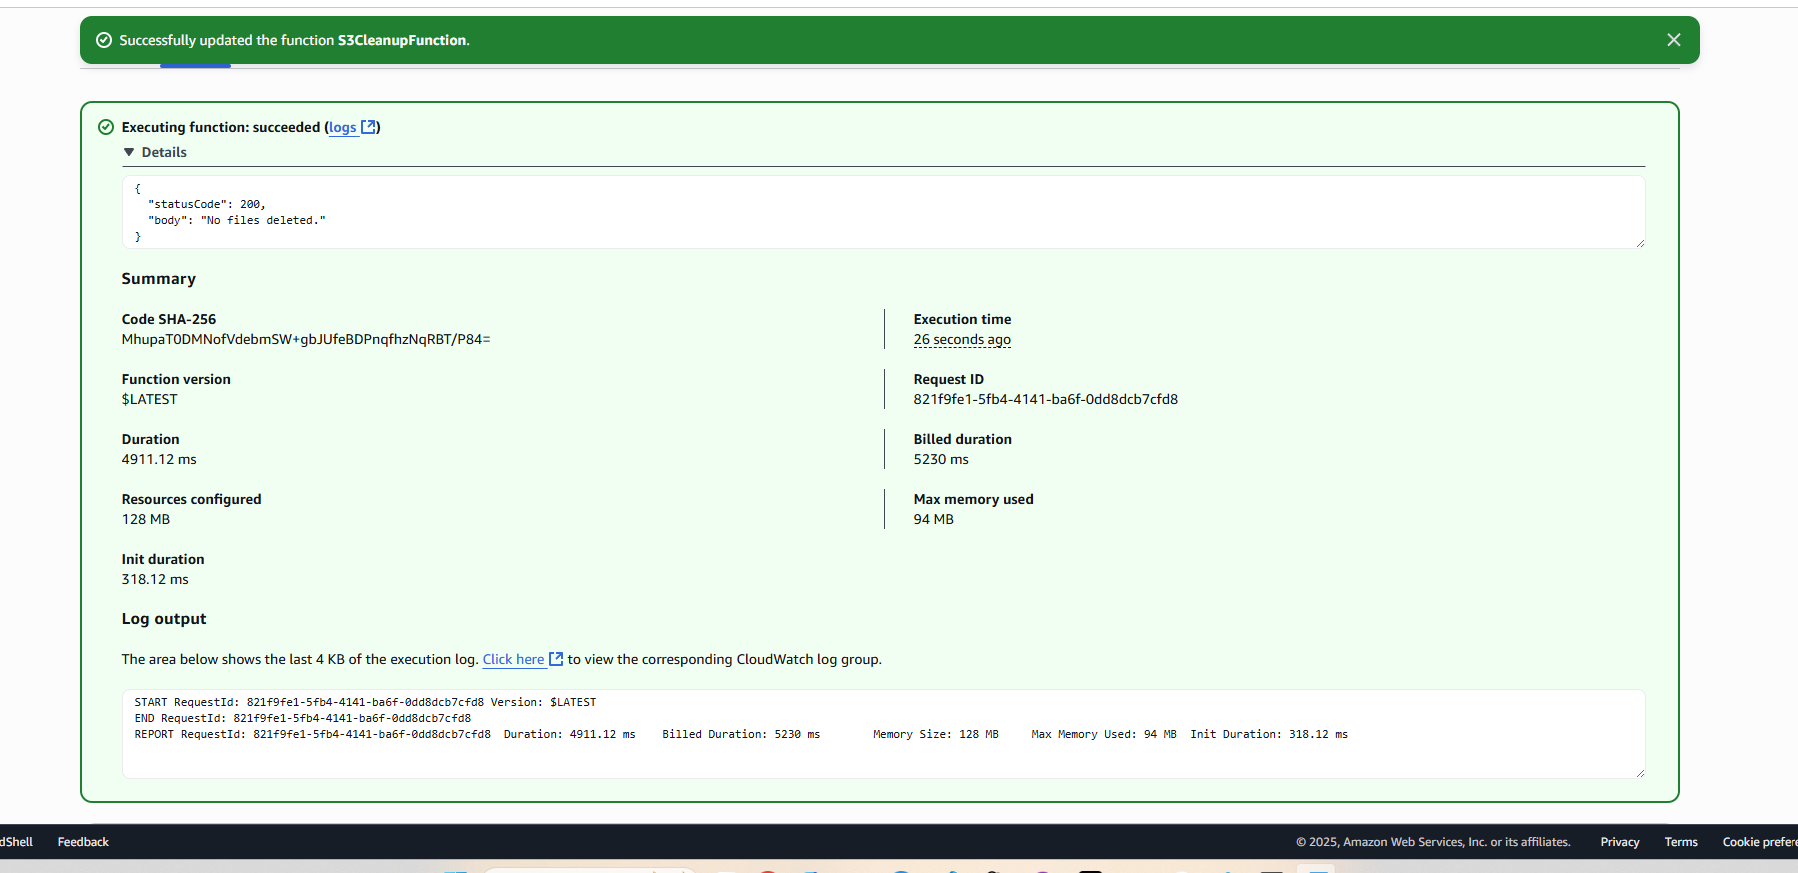 Successfully updated the function S3CleanupFunction.
Executing function: succeeded (logs)
Details
{
"statusCode": 200,
"body": "No files deleted."
}
Summary
Code SHA-256
MhupaT0DMNofVdebmSW+gbJUfeBDPnqfhzNqRBT/P84=
Execution time
26 seconds ago
Function version
$LATEST
Request ID
821f9fe1-5fb4-4141-ba6f-0dd8dcb7cfd8
Duration
4911.12 ms
Billed duration
5230 ms
Resources configured
128 MB
Max memory used
94 MB
Init duration
318.12 ms
Log output
The area below shows the last 4 KB of the execution log. Click here to view the corresponding CloudWatch log group.
START RequestId: 821f9fe1-5fb4-4141-ba6f-0dd8dcb7cfd8 Version: $LATEST
END RequestId: 821f9fe1-5fb4-4141-ba6f-0dd8dcb7cfd8
REPORT RequestId: 821f9fe1-5fb4-4141-ba6f-0dd8dcb7cfd8 Duration: 4911.12 ms Billed Duration: 5230 ms Memory Size: 128 MB Max Memory Used: 94 MB Init Duration: 318.12 ms
dShell Feedback © 2025, Amazon Web Services, Inc. or its affiliates. Privacy Terms Cookie prefere